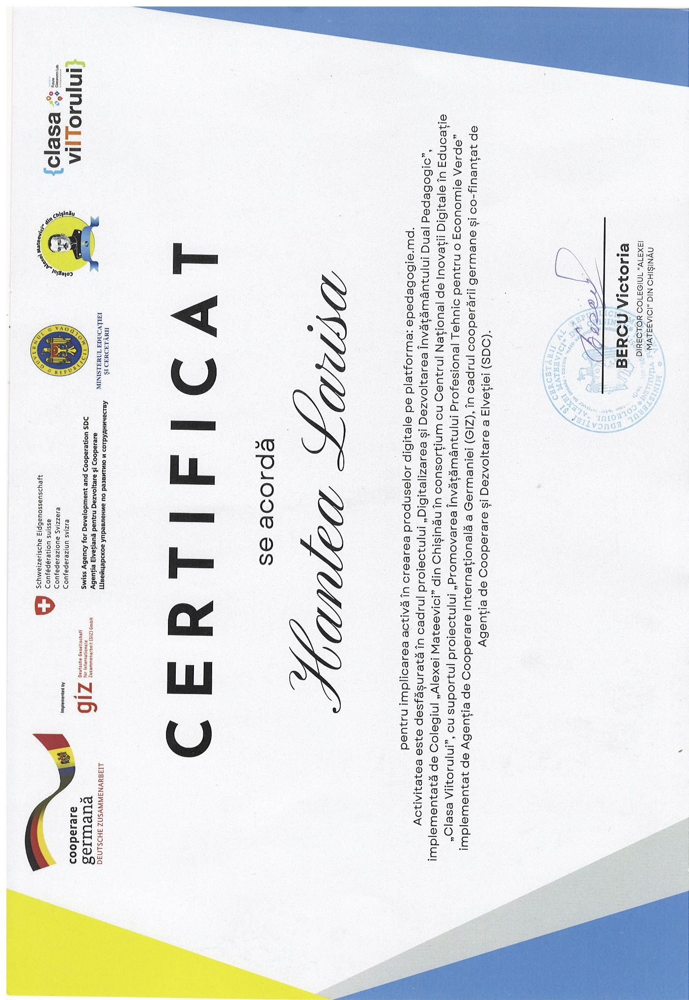 cooperare
germană
DEUTSCHE ZUSAMMENARBEIT
Implemented by
giz
Deutsche Gesellschaft
für Internationale
Zusammenarbeit (GIZ) GmbH
Schweizerische Eidgenossenschaft
Confédération suisse
Confederazione Svizzera
Confederaziun svizra
Swiss Agency for Development and Cooperation SDC
Agenția Elvețiană pentru Dezvoltare și Cooperare
Швейцарское управление по развитию и сотрудничеству
GUVERNUL REPUBLICII MOLDOVA
MINISTERUL EDUCAȚIEI
ȘI CERCETĂRII
Colegiul „Alexei Mateevici” din Chișinău
{clasa
viITorului}
Future
Classroom Lab
CERTIFICAT
se acordă
Hantea Larisa
pentru implicarea activă în crearea produselor digitale pe platforma: epedagogie.md.
Activitatea este desfășurată în cadrul proiectului „Digitalizarea și Dezvoltarea Învățământului Dual Pedagogic”,
implementată de Colegiul „Alexei Mateevici” din Chișinău în consorțium cu Centrul Național de Inovații Digitale în Educație
„Clasa Viitorului”, cu suportul proiectului „Promovarea Învățământului Profesional Tehnic pentru o Economie Verde”
implementat de Agenția de Cooperare Internațională a Germaniei (GIZ), în cadrul cooperării germane și co-finanțat de
Agenția de Cooperare și Dezvoltare a Elveției (SDC).
BERCU Victoria
DIRECTOR COLEGIUL "ALEXEI
MATEEVICI" DIN CHIȘINĂU
MINISTERUL EDUCAȚIEI ȘI CERCETĂRII AL REPUBLICII MOLDOVA
INSTITUȚIA PUBLICĂ
COLEGIUL "ALEXEI MATEEVICI" DIN CHIȘINĂU